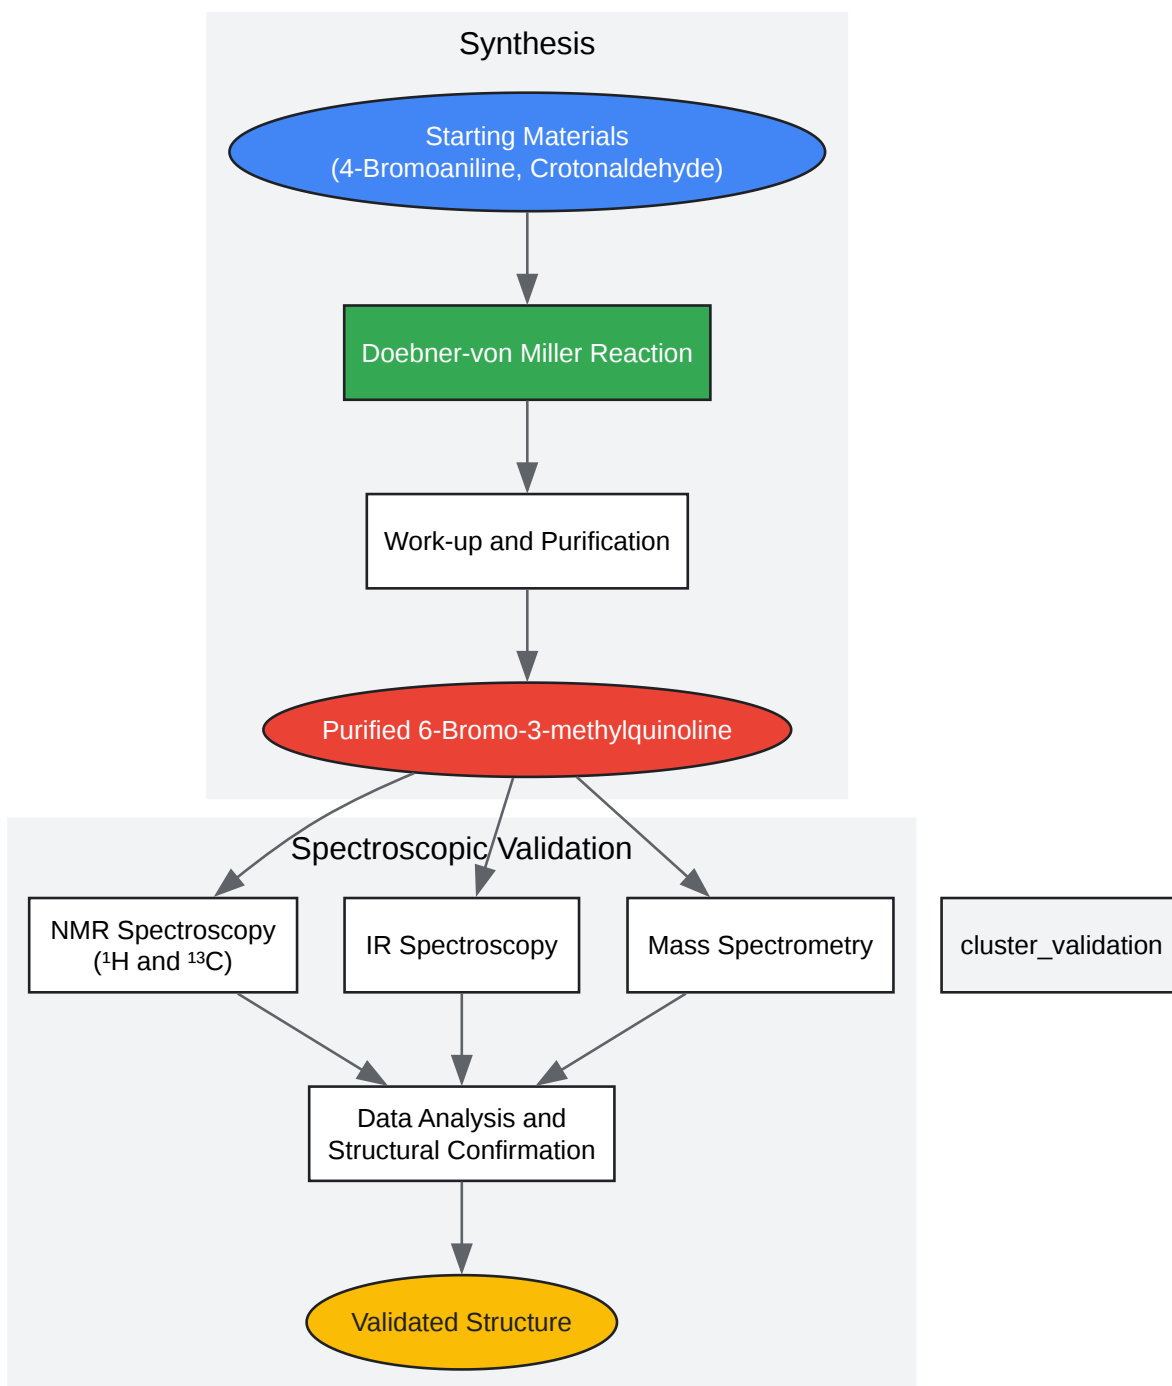 Synthesis
Starting Materials
(4-Bromoaniline, Crotonaldehyde)
Doebner-von Miller Reaction
Work-up and Purification
Purified 6-Bromo-3-methylquinoline
Spectroscopic Validation
NMR Spectroscopy
(¹H and ¹³C)
IR Spectroscopy
Mass Spectrometry
cluster_validation
Data Analysis and
Structural Confirmation
Validated Structure